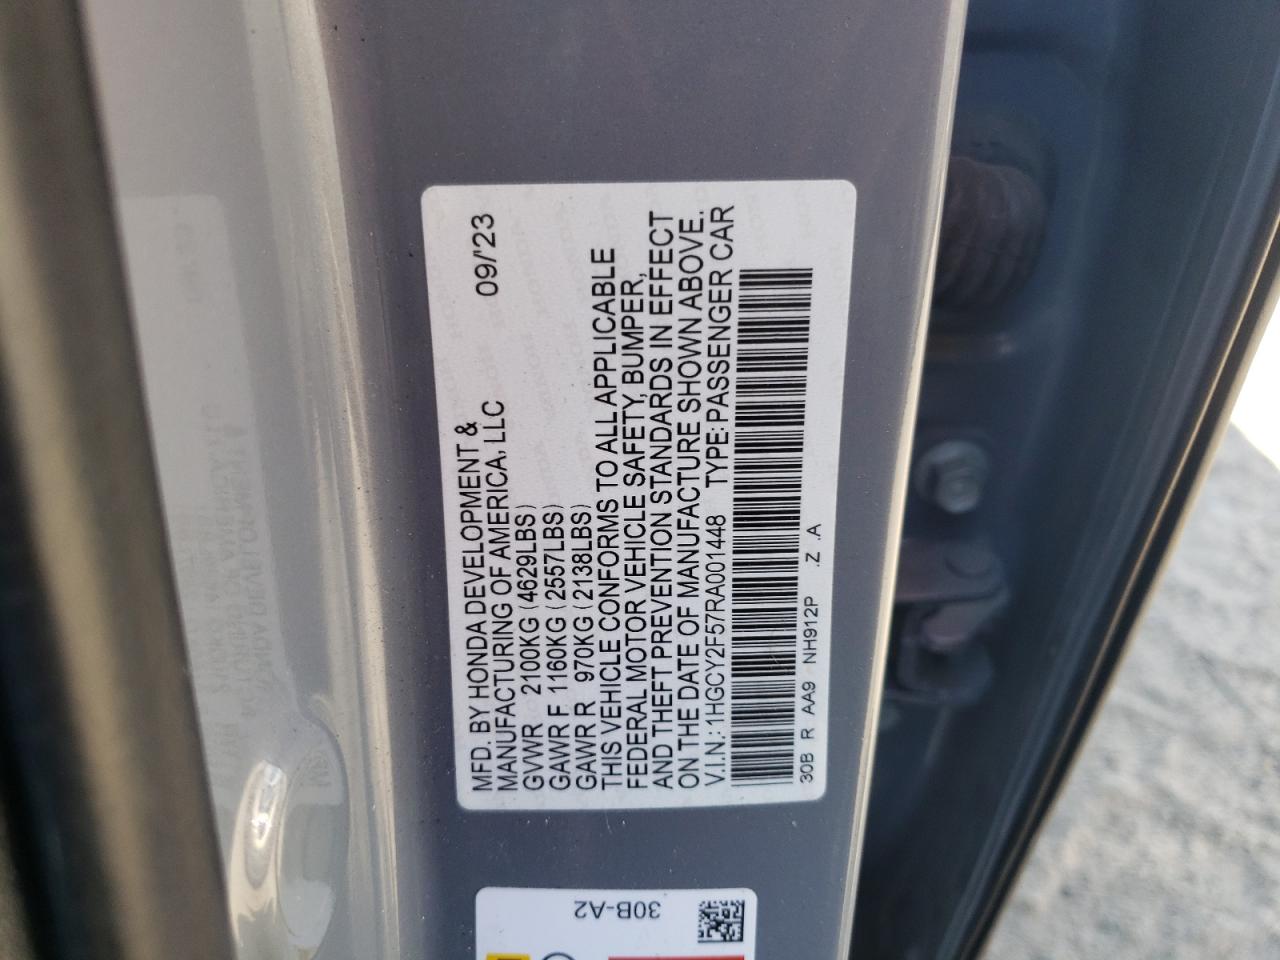 MFD. BY HONDA DEVELOPMENT &
MANUFACTURING OF AMERICA, LLC 09/'23
GVWR 2100KG (4629LBS)
GAWR F 1160KG (2557LBS)
GAWR R 970KG (2138LBS)
THIS VEHICLE CONFORMS TO ALL APPLICABLE
FEDERAL MOTOR VEHICLE SAFETY, BUMPER,
AND THEFT PREVENTION STANDARDS IN EFFECT
ON THE DATE OF MANUFACTURE SHOWN ABOVE.
V.I.N.: 1HGCY2F57RA001448 TYPE: PASSENGER CAR
30B R AA9 NH912P .Z .A
30B-A2